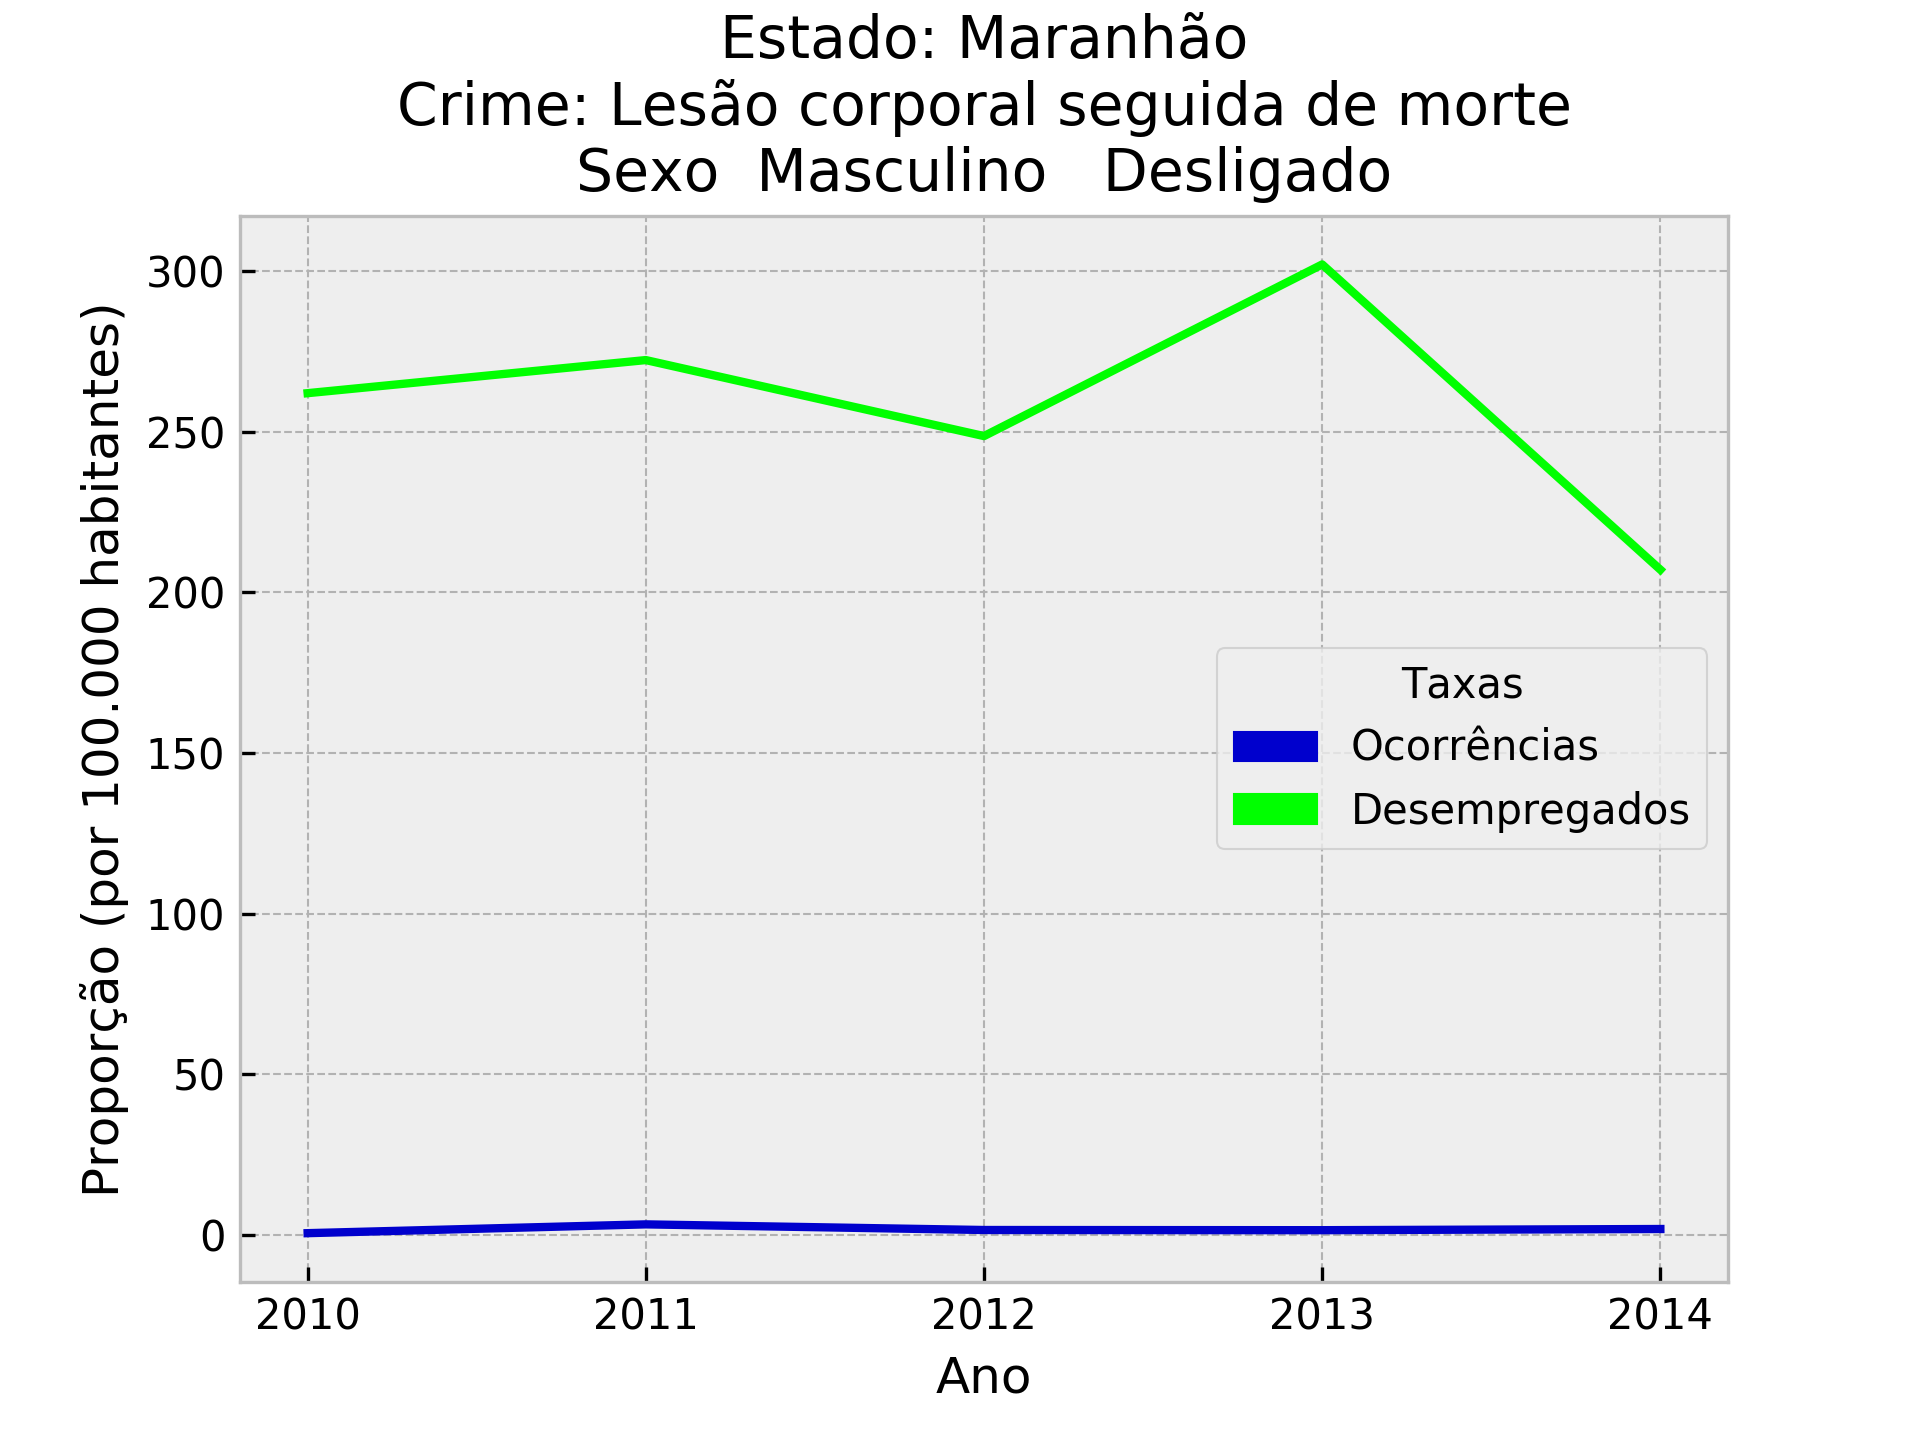 Estado: Maranhão
Crime: Lesão corporal seguida de morte
Sexo  Masculino   Desligado
Proporção (por 100.000 habitantes)
300
250
200
150
100
50
0
Taxas
Ocorrências
Desempregados
2010 2011 2012 2013 2014
Ano